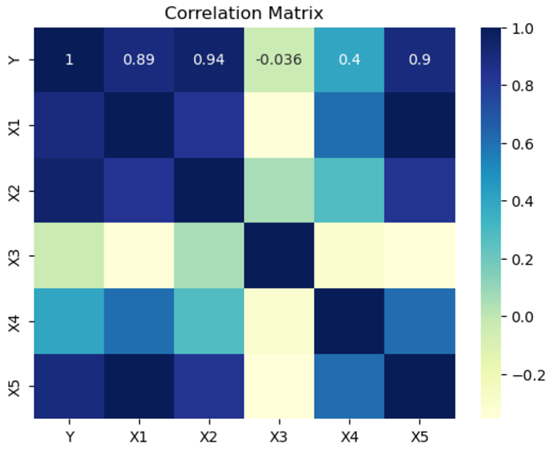 Correlation Matrix
Y
1
0.89
0.94
-0.036
0.4
0.9
X1
X2
X3
X4
X5
Y
X1
X2
X3
X4
X5
1.0
0.8
0.6
0.4
0.2
0.0
−0.2